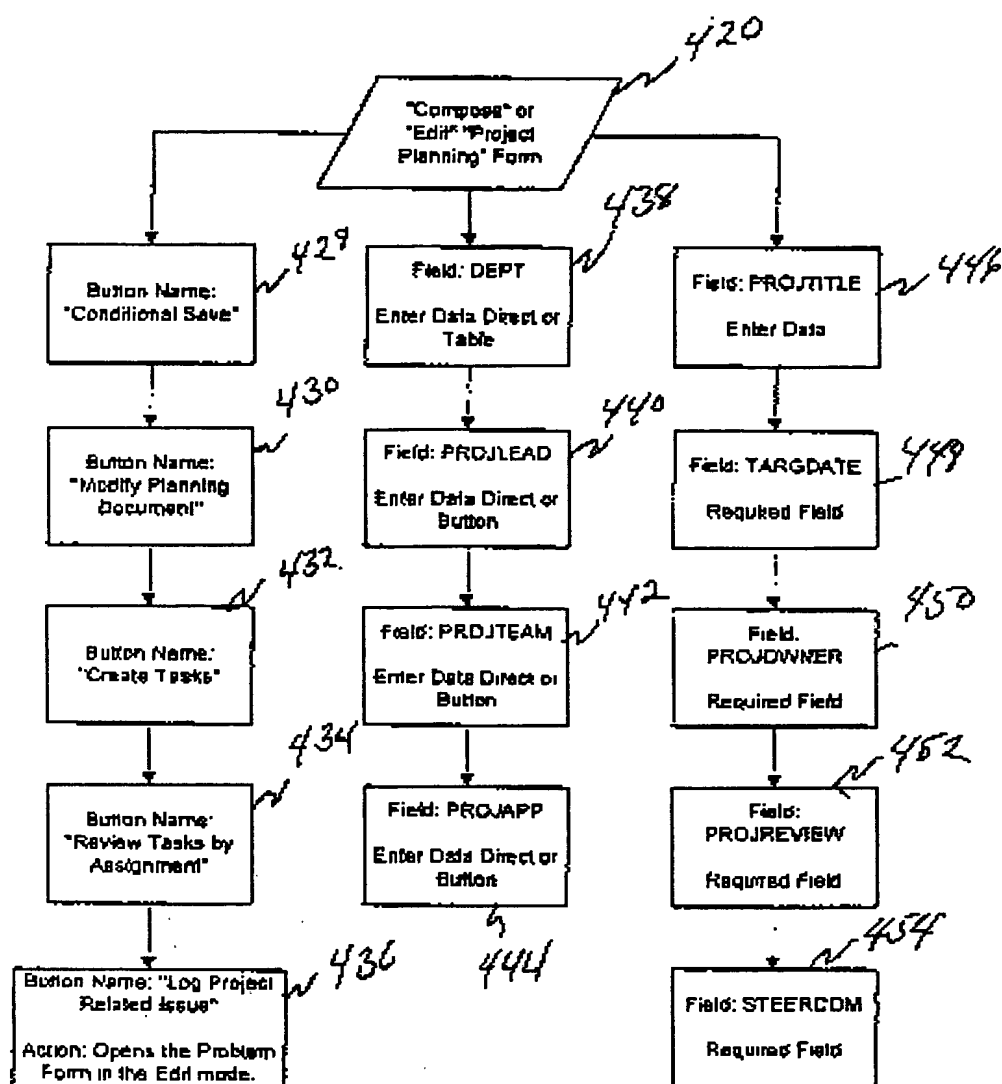 420
"Compose" or
"Edit" "Project
Planning" Form
428
Button Name:
"Conditional Save"
438
Field: DEPT
Enter Data Direct or
Table
446
Field: PROJTITLE
Enter Data
430
Button Name:
"Modify Planning
Document"
440
Field: PROJLEAD
Enter Data Direct or
Button
448
Field: TARGDATE
Required Field
432
Button Name:
"Create Tasks"
442
Field: PROJTEAM
Enter Data Direct or
Button
450
Field:
PROJOWNER
Required Field
434
Button Name:
"Review Tasks by
Assignment"
Field: PROJAPP
Enter Data Direct or
Button
444
452
Field:
PROJREVIEW
Required Field
436
Button Name: "Log Project
Related Issue"
Action: Opens the Problem
Form in the Edit mode.
454
Field: STEERCOM
Required Field